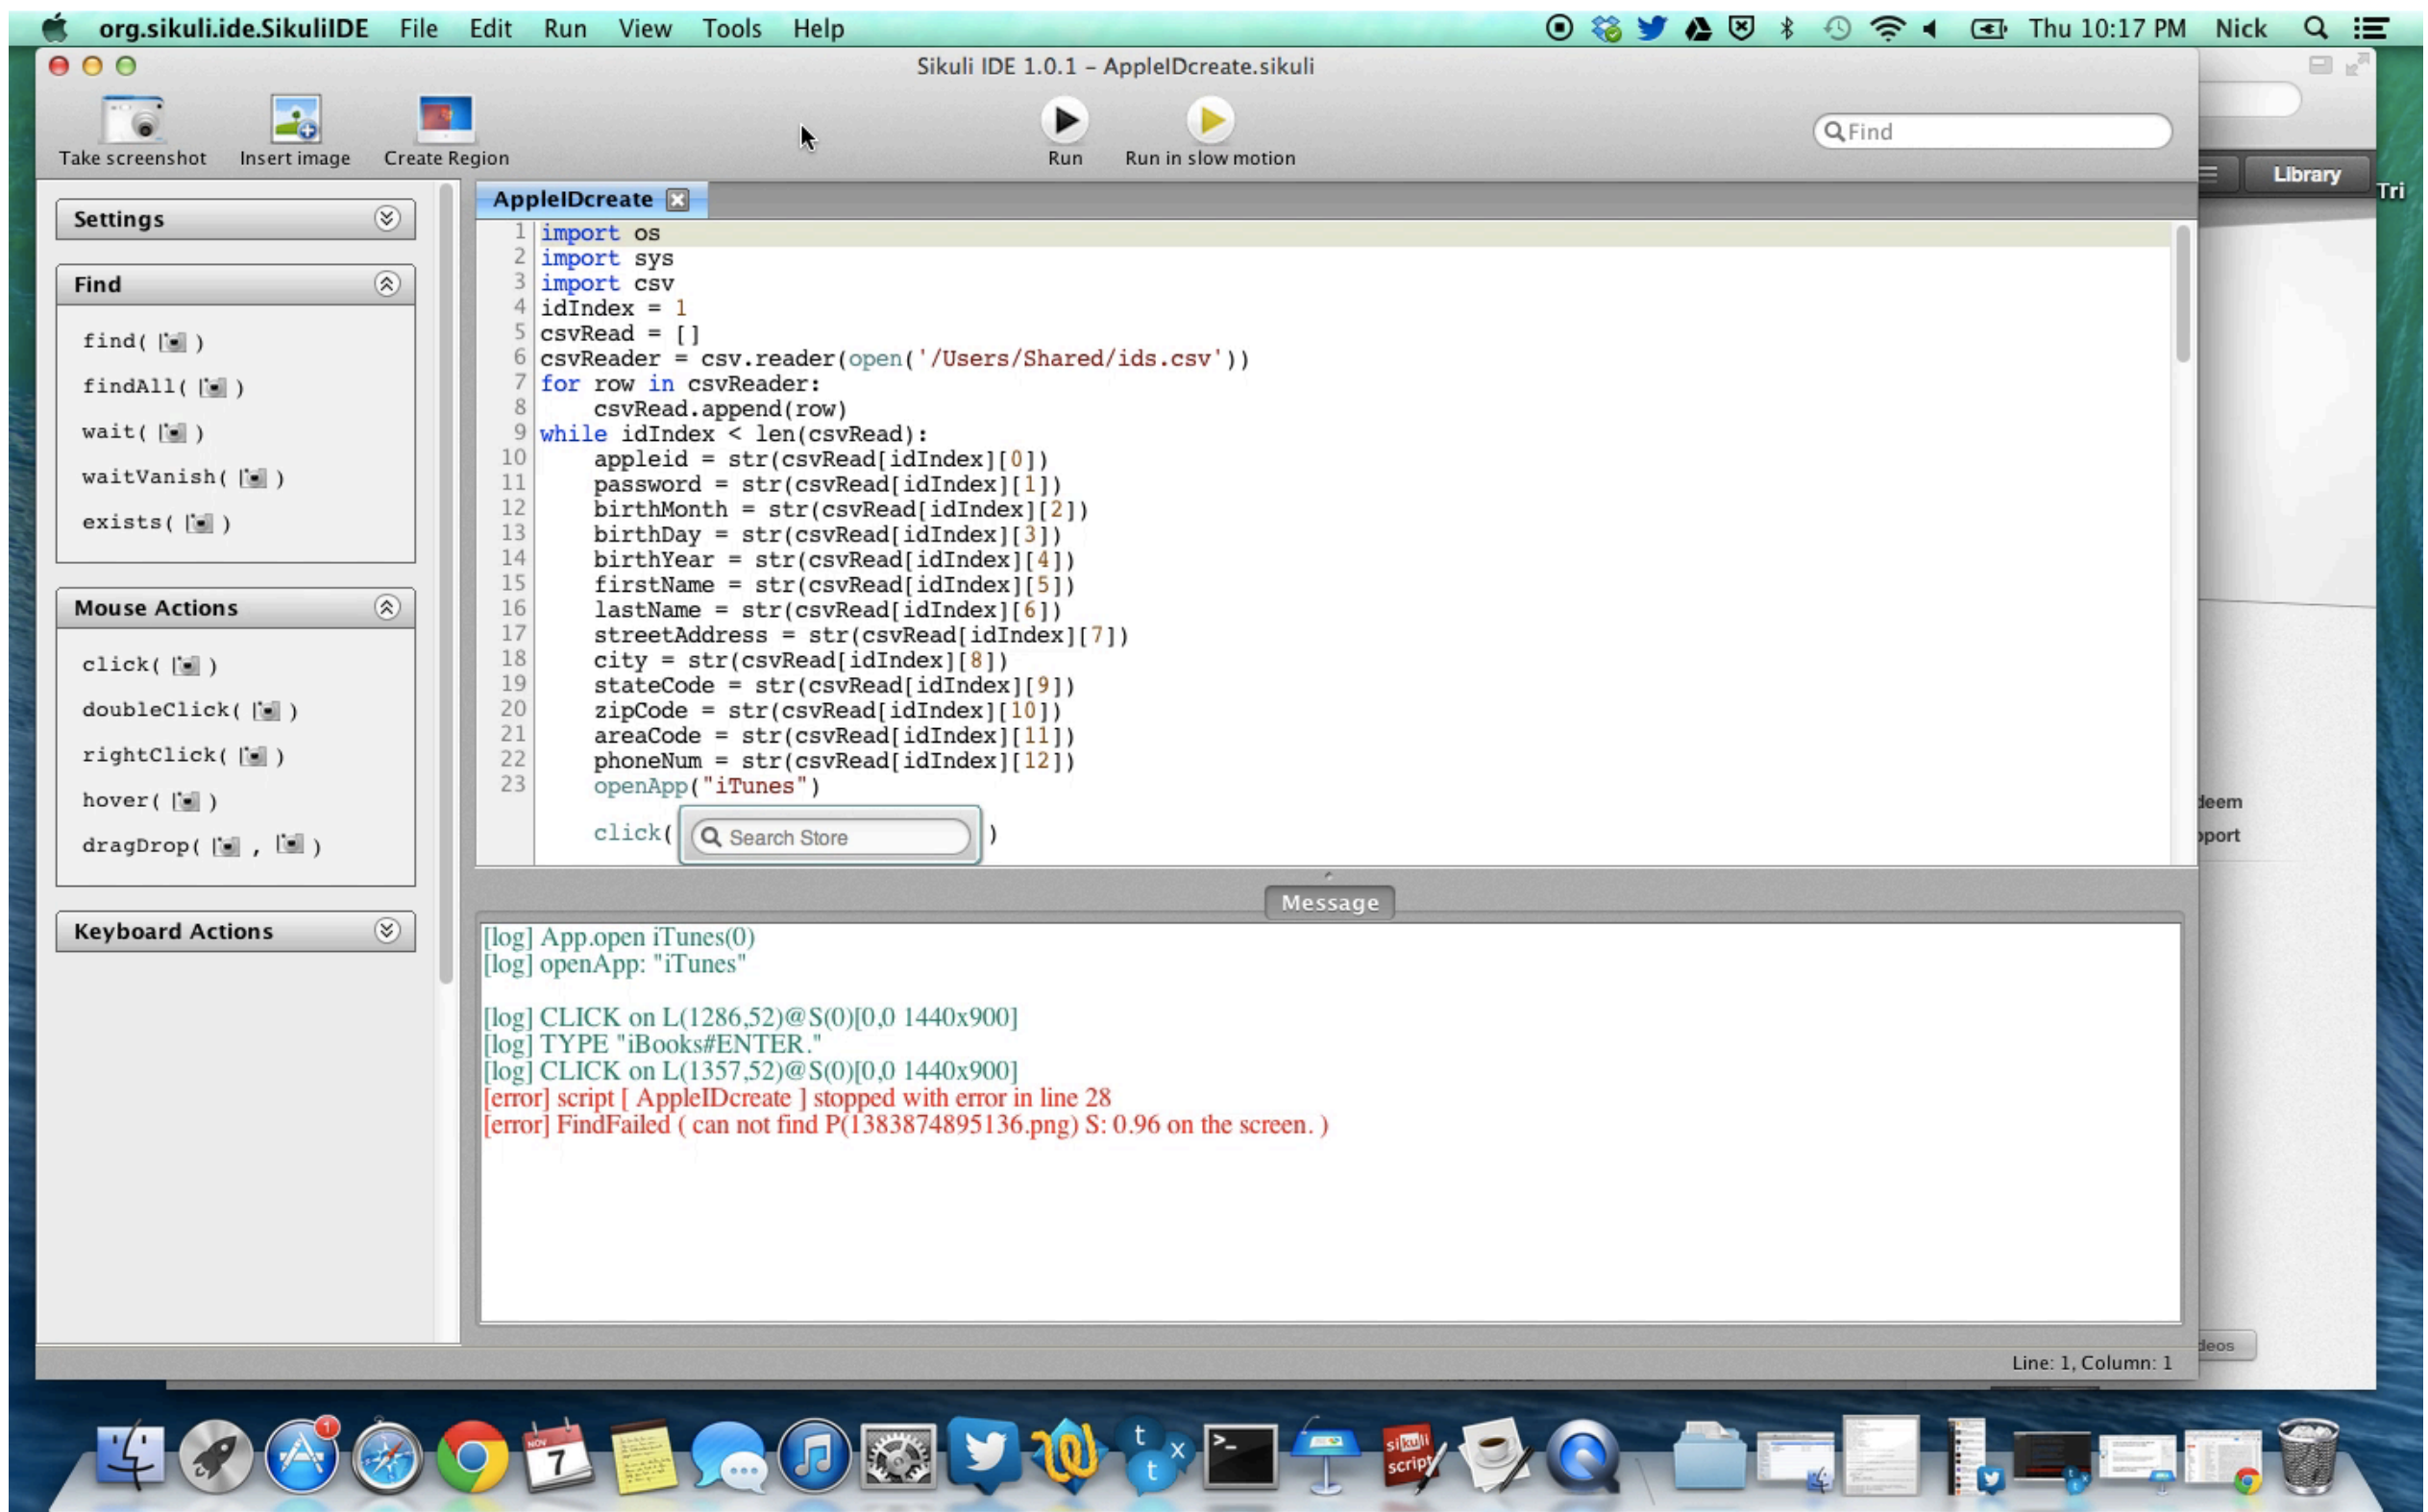 org.sikuli.ide.SikuliIDE File Edit Run View Tools Help Thu 10:17 PM Nick
Sikuli IDE 1.0.1 – AppleIDcreate.sikuli
Take screenshot Insert image Create Region Run Run in slow motion Find
Library
Tri
AppleIDcreate
Settings
Find
find( )
findAll( )
wait( )
waitVanish( )
exists( )
Mouse Actions
click( )
doubleClick( )
rightClick( )
hover( )
dragDrop( , )
Keyboard Actions
1 import os
2 import sys
3 import csv
4 idIndex = 1
5 csvRead = []
6 csvReader = csv.reader(open('/Users/Shared/ids.csv'))
7 for row in csvReader:
8 csvRead.append(row)
9 while idIndex < len(csvRead):
10 appleid = str(csvRead[idIndex][0])
11 password = str(csvRead[idIndex][1])
12 birthMonth = str(csvRead[idIndex][2])
13 birthDay = str(csvRead[idIndex][3])
14 birthYear = str(csvRead[idIndex][4])
15 firstName = str(csvRead[idIndex][5])
16 lastName = str(csvRead[idIndex][6])
17 streetAddress = str(csvRead[idIndex][7])
18 city = str(csvRead[idIndex][8])
19 stateCode = str(csvRead[idIndex][9])
20 zipCode = str(csvRead[idIndex][10])
21 areaCode = str(csvRead[idIndex][11])
22 phoneNum = str(csvRead[idIndex][12])
23 openApp("iTunes")
click( Search Store )
deem
pport
Message
[log] App.open iTunes(0)
[log] openApp: "iTunes"
[log] CLICK on L(1286,52)@S(0)[0,0 1440x900]
[log] TYPE "iBooks#ENTER."
[log] CLICK on L(1357,52)@S(0)[0,0 1440x900]
[error] script [ AppleIDcreate ] stopped with error in line 28
[error] FindFailed ( can not find P(1383874895136.png) S: 0.96 on the screen. )
deos
Line: 1, Column: 1
1
NOV
7
t
x
t
>_
sikuli
script